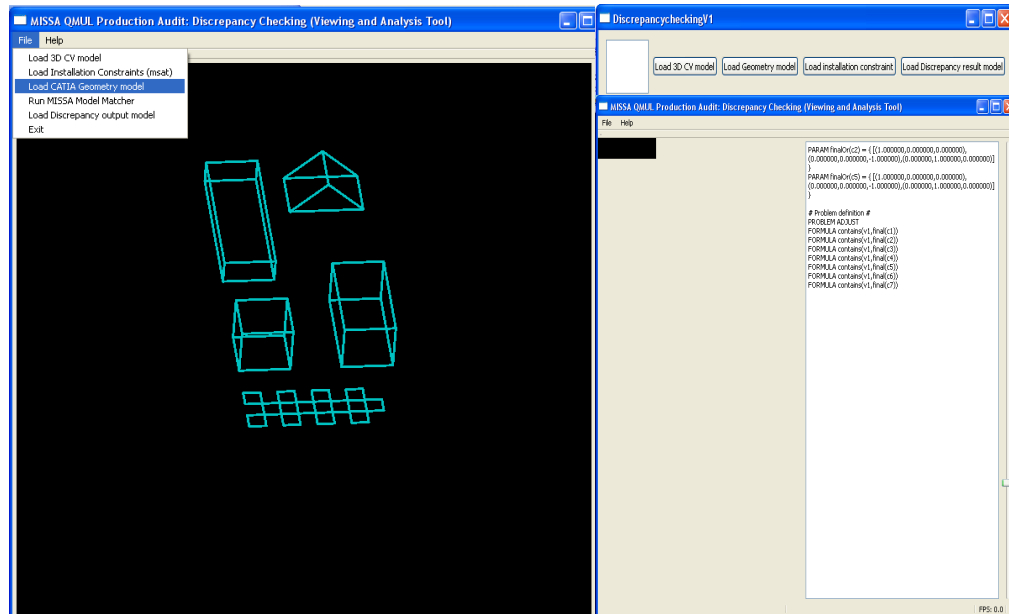 MISSA QMUL Production Audit: Discrepancy Checking (Viewing and Analysis Tool)
File Help
Load 3D CV model
Load Installation Constraints (msat)
Load CATIA Geometry model
Run MISSA Model Matcher
Load Discrepancy output model
Exit
DiscrepancycheckingV1
Load 3D CV model Load Geometry model Load installation constraint Load Discrepancy result model
MISSA QMUL Production Audit: Discrepancy Checking (Viewing and Analysis Tool)
File Help
PARAM finalOr(c2) = { [(1.000000,0.000000,0.000000),
(0.000000,0.000000,-1.000000),(0.000000,1.000000,0.000000)]
}
PARAM finalOr(c5) = { [(1.000000,0.000000,0.000000),
(0.000000,0.000000,-1.000000),(0.000000,1.000000,0.000000)]
}
# Problem definition #
PROBLEM ADJUST
FORMULA contains(v1,final(c1))
FORMULA contains(v1,final(c2))
FORMULA contains(v1,final(c3))
FORMULA contains(v1,final(c4))
FORMULA contains(v1,final(c5))
FORMULA contains(v1,final(c6))
FORMULA contains(v1,final(c7))
FPS: 0.0